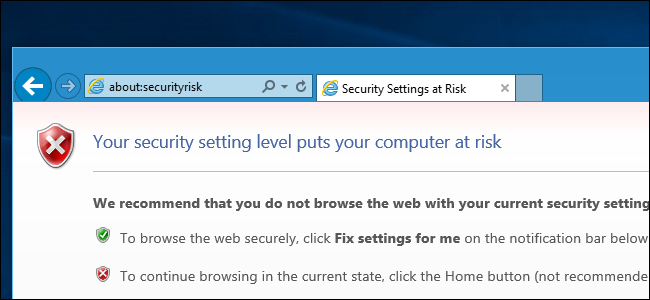 about:securityrisk
Security Settings at Risk
Your security setting level puts your computer at risk
We recommend that you do not browse the web with your current security setting
To browse the web securely, click Fix settings for me on the notification bar below
To continue browsing in the current state, click the Home button (not recommende